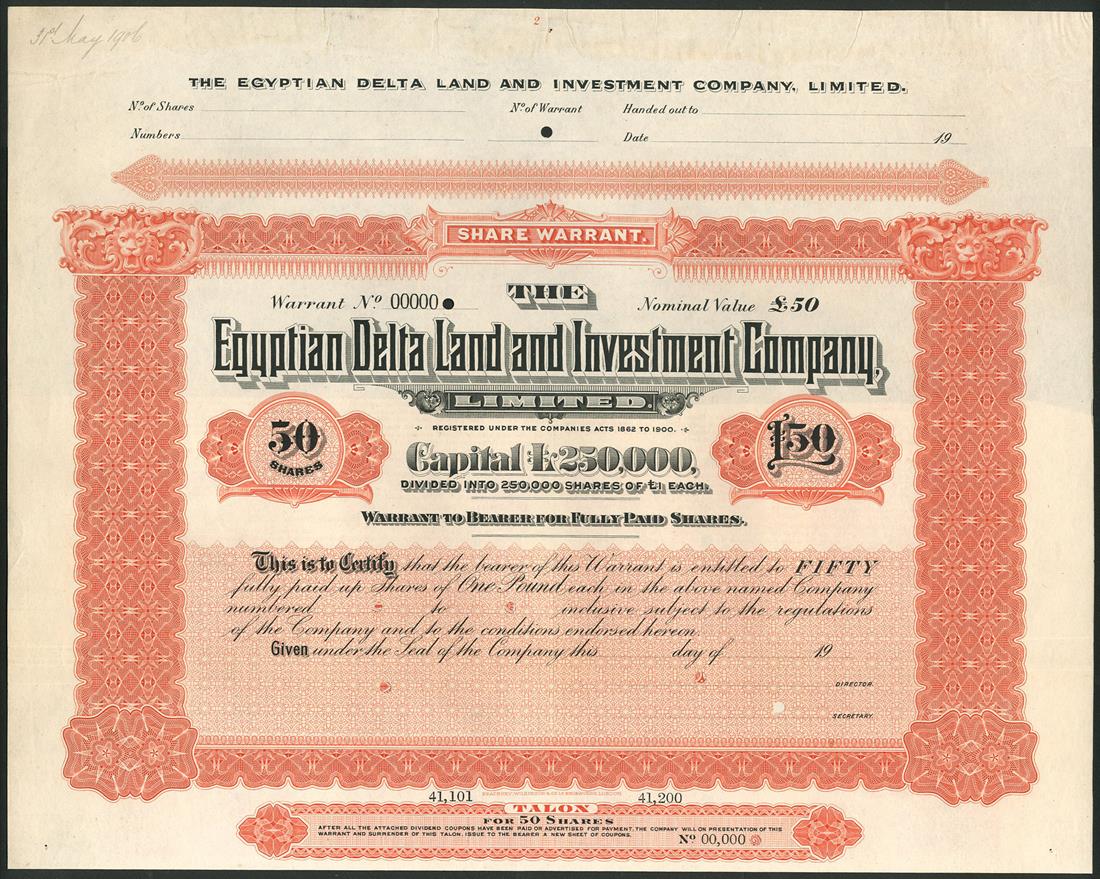 31st May 1906
2
THE EGYPTIAN DELTA LAND AND INVESTMENT COMPANY, LIMITED.
No. of Shares No. of Warrant Handed out to
Numbers Date 19
SHARE WARRANT.
Warrant No 00000 THE Nominal Value £50
Egyptian Delta Land and Investment Company,
LIMITED.
REGISTERED UNDER THE COMPANIES ACTS 1862 TO 1900.
50 SHARES
£50
Capital £250,000,
DIVIDED INTO 250,000 SHARES OF £1 EACH.
WARRANT TO BEARER FOR FULLY PAID SHARES.
This is to Certify that the bearer of this Warrant is entitled to FIFTY
fully paid up Shares of One Pound each in the above named Company
numbered to inclusive subject to the regulations
of the Company and to the conditions endorsed hereon.
Given under the Seal of the Company this day of 19
DIRECTOR.
SECRETARY.
41,101 41,200
TALON
FOR 50 SHARES
AFTER ALL THE ATTACHED DIVIDEND COUPONS HAVE BEEN PAID OR ADVERTISED FOR PAYMENT, THE COMPANY WILL ON PRESENTATION OF THIS
WARRANT AND SURRENDER OF THIS TALON, ISSUE TO THE BEARER A NEW SHEET OF COUPONS.
No 00,000